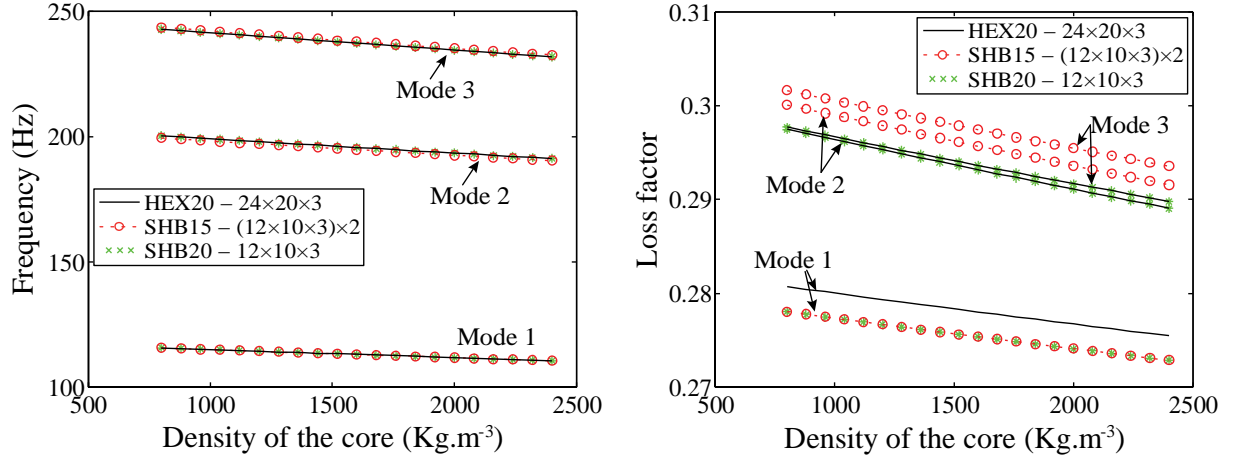 250
200
150
100
500
1000
1500
2000
2500
Frequency (Hz)
Density of the core (Kg.m-3)
Mode 3
Mode 2
Mode 1
HEX20 – 24×20×3
SHB15 – (12×10×3)×2
SHB20 – 12×10×3
0.31
0.3
0.29
0.28
0.27
500
1000
1500
2000
2500
Loss factor
Density of the core (Kg.m-3)
HEX20 – 24×20×3
SHB15 – (12×10×3)×2
SHB20 – 12×10×3
Mode 3
Mode 2
Mode 1